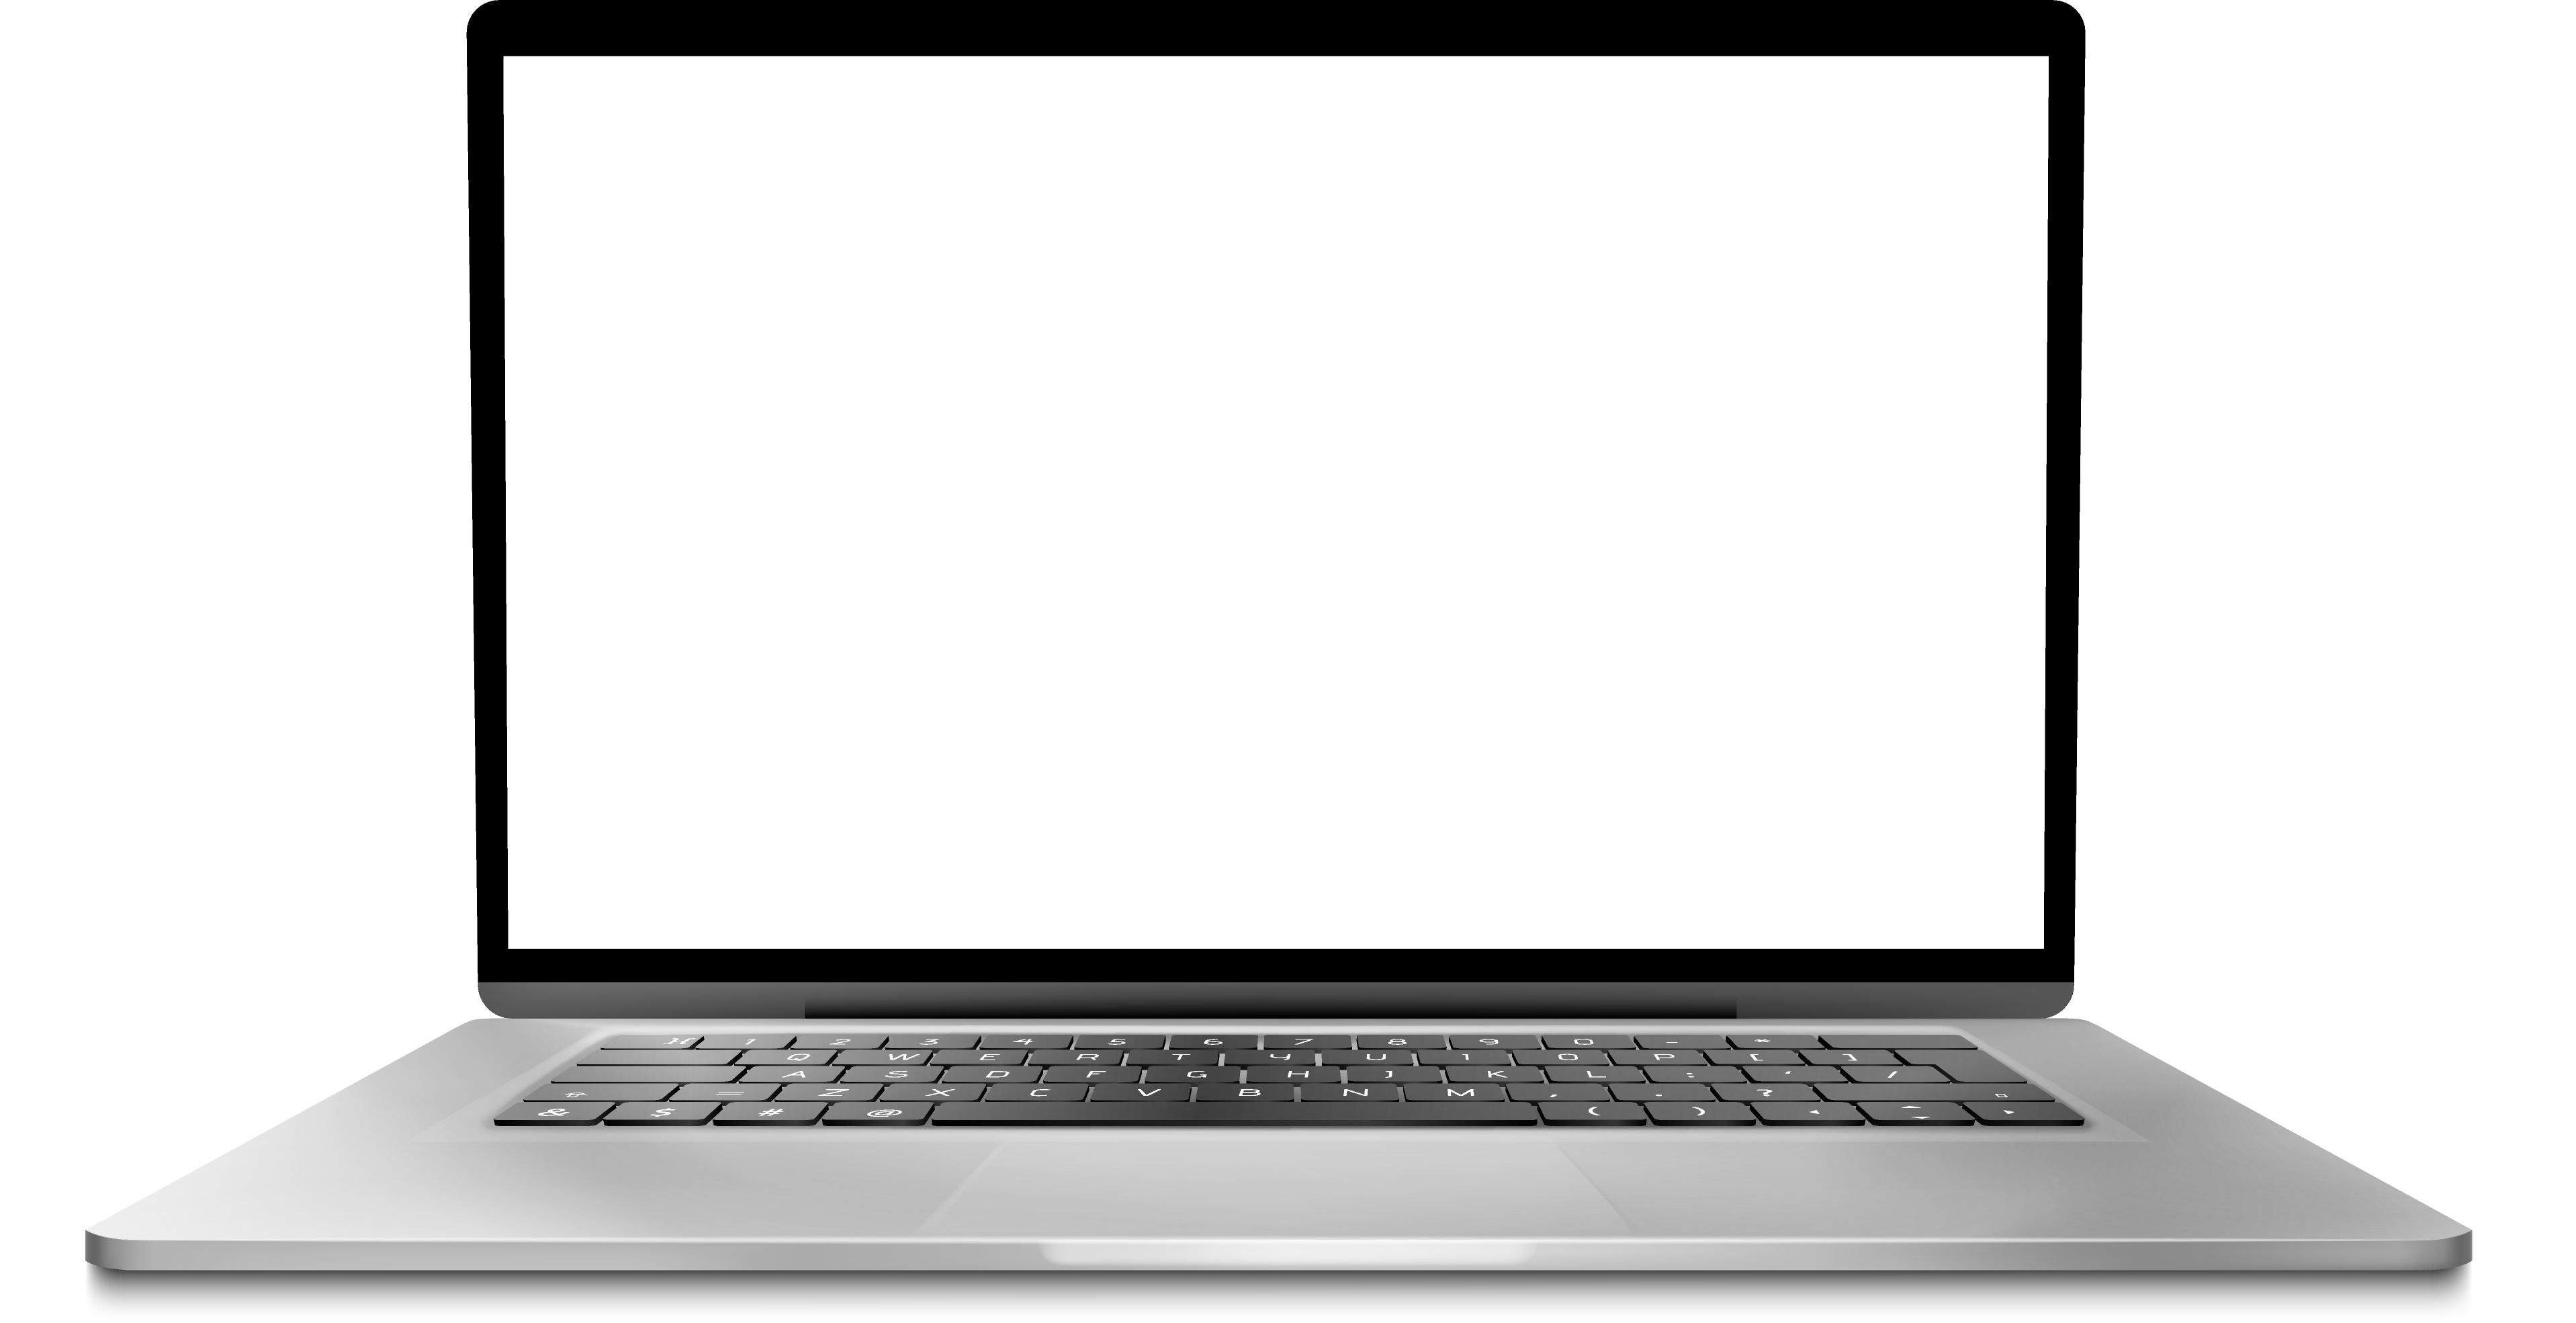 1 2 3 4 5 6 7 8 9 0 - *
Q W E R T Y U I O P [ ]
A S D F G H J K L : ' /
= Z X C V B N M , . ?
& $ # @ ( )